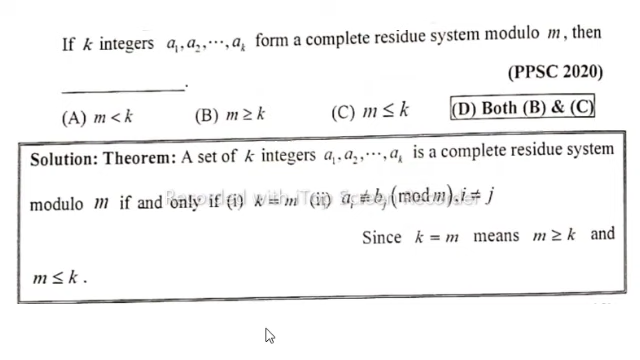 If k integers a₁, a₂, ⋯, aₖ form a complete residue system modulo m, then
____________.
(PPSC 2020)
(A) m < k (B) m ≥ k (C) m ≤ k (D) Both (B) & (C)
Solution: Theorem: A set of k integers a₁, a₂, ⋯, aₖ is a complete residue system
modulo m if and only if (i) k = m (ii) aᵢ ≢ bⱼ (mod m), i ≠ j
Since k = m means m ≥ k and
m ≤ k.